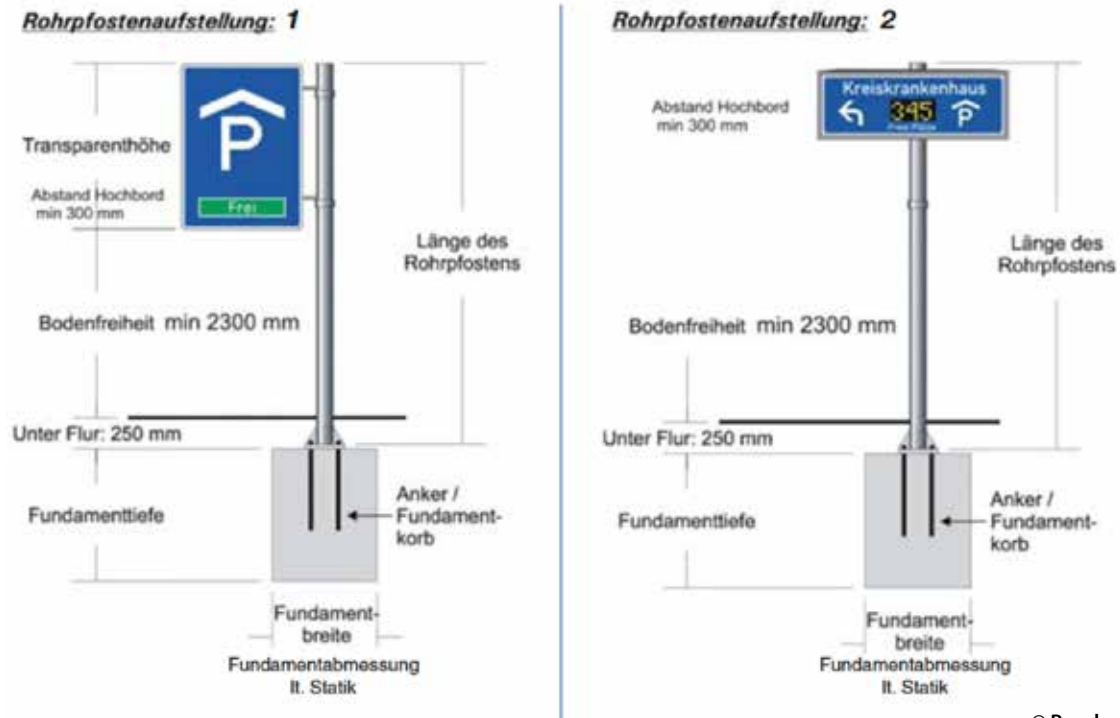 Rohrpfostenaufstellung: 1
P
Frei
Transparenthöhe
Abstand Hochbord
min 300 mm
Länge des
Rohrpfostens
Bodenfreiheit min 2300 mm
Unter Flur: 250 mm
Fundamenttiefe
Anker /
Fundament-
korb
Fundament-
breite
Fundamentabmessung
lt. Statik
Rohrpfostenaufstellung: 2
Kreiskrankenhaus
345
P
Freie Plätze
Abstand Hochbord
min 300 mm
Länge des
Rohrpfostens
Bodenfreiheit min 2300 mm
Unter Flur: 250 mm
Fundamenttiefe
Anker /
Fundament-
korb
Fundament-
breite
Fundamentabmessung
lt. Statik